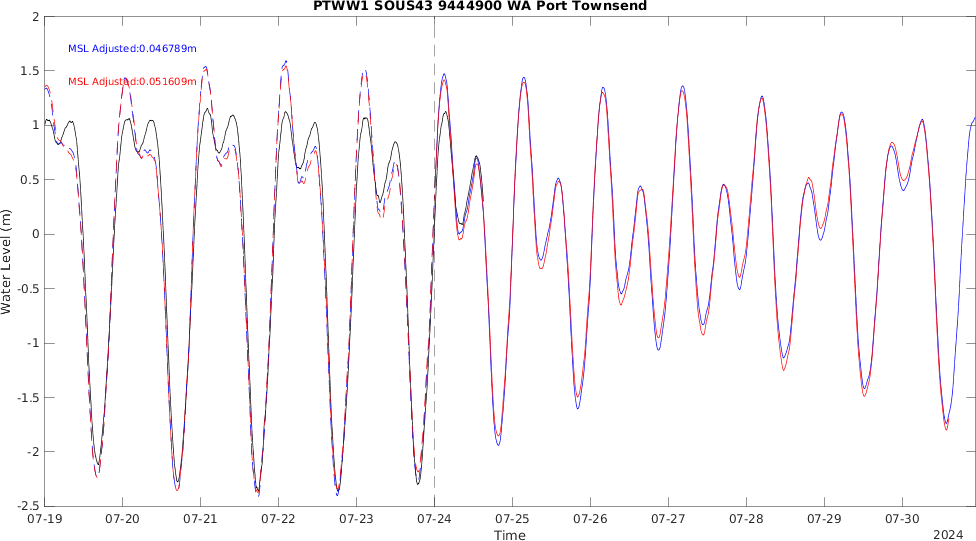 PTWW1 SOUS43 9444900 WA Port Townsend
MSL Adjusted:0.046789m
MSL Adjusted:0.051609m
Water Level (m)
2
1.5
1
0.5
0
-0.5
-1
-1.5
-2
-2.5
07-19 07-20 07-21 07-22 07-23 07-24 07-25 07-26 07-27 07-28 07-29 07-30
Time
2024